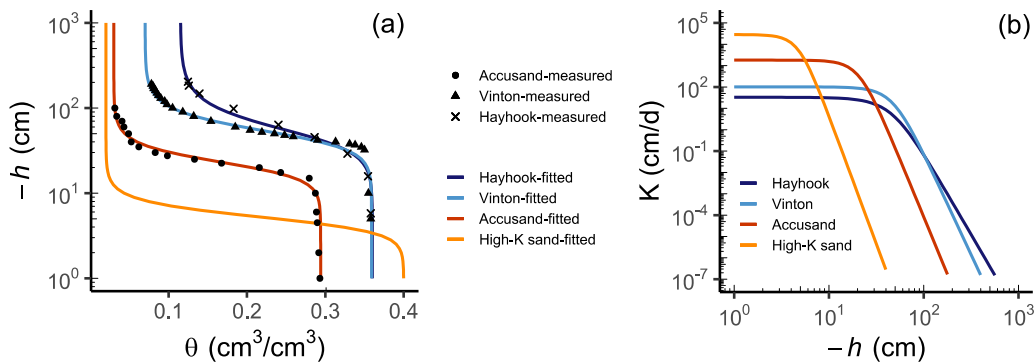 (a)
10³
10²
10¹
10⁰
−h (cm)
0.1
0.2
0.3
0.4
θ (cm³/cm³)
Accusand-measured
Vinton-measured
Hayhook-measured
Hayhook-fitted
Vinton-fitted
Accusand-fitted
High-K sand-fitted
(b)
10⁵
10²
10⁻¹
10⁻⁴
10⁻⁷
K (cm/d)
Hayhook
Vinton
Accusand
High-K sand
10⁰
10¹
10²
10³
−h (cm)